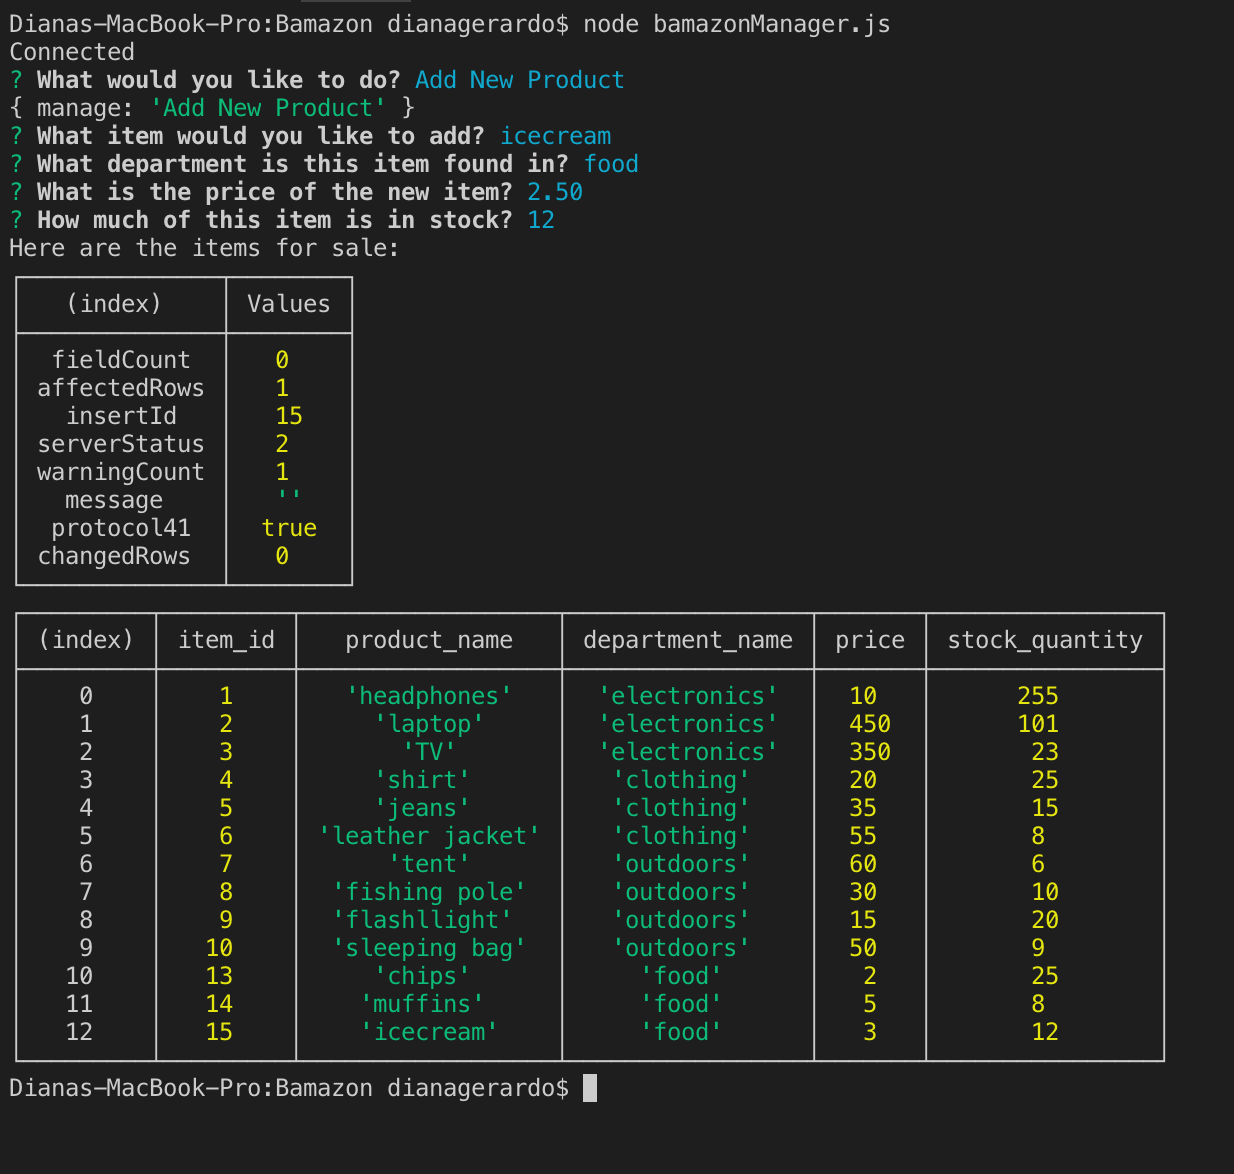 Dianas-MacBook-Pro:Bamazon dianagerardo$ node bamazonManager.js
Connected
? What would you like to do? Add New Product
{ manage: 'Add New Product' }
? What item would you like to add? icecream
? What department is this item found in? food
? What is the price of the new item? 2.50
? How much of this item is in stock? 12
Here are the items for sale:
(index) Values
fieldCount 0
affectedRows 1
insertId 15
serverStatus 2
warningCount 1
message ''
protocol41 true
changedRows 0
(index) item_id product_name department_name price stock_quantity
0 1 'headphones' 'electronics' 10 255
1 2 'laptop' 'electronics' 450 101
2 3 'TV' 'electronics' 350 23
3 4 'shirt' 'clothing' 20 25
4 5 'jeans' 'clothing' 35 15
5 6 'leather jacket' 'clothing' 55 8
6 7 'tent' 'outdoors' 60 6
7 8 'fishing pole' 'outdoors' 30 10
8 9 'flashllight' 'outdoors' 15 20
9 10 'sleeping bag' 'outdoors' 50 9
10 13 'chips' 'food' 2 25
11 14 'muffins' 'food' 5 8
12 15 'icecream' 'food' 3 12
Dianas-MacBook-Pro:Bamazon dianagerardo$